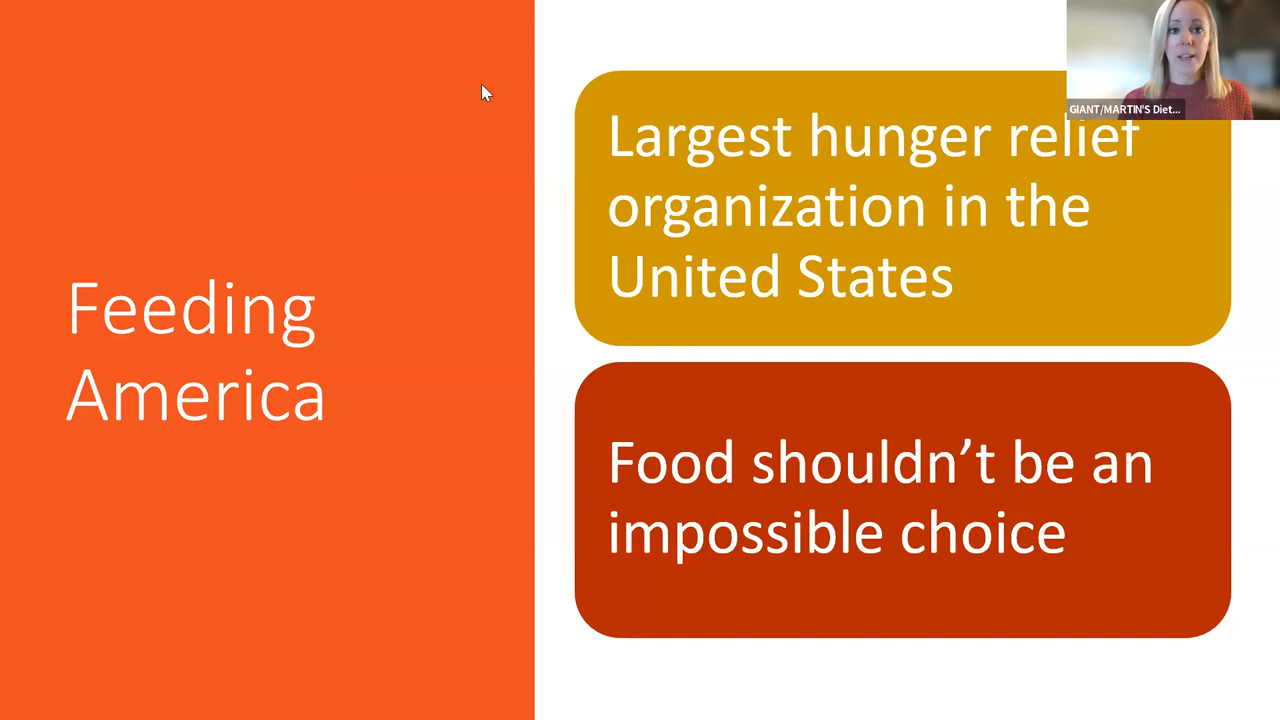 Feeding
America
Largest hunger relief
organization in the
United States
Food shouldn’t be an
impossible choice
GIANT/MARTIN'S Diet...